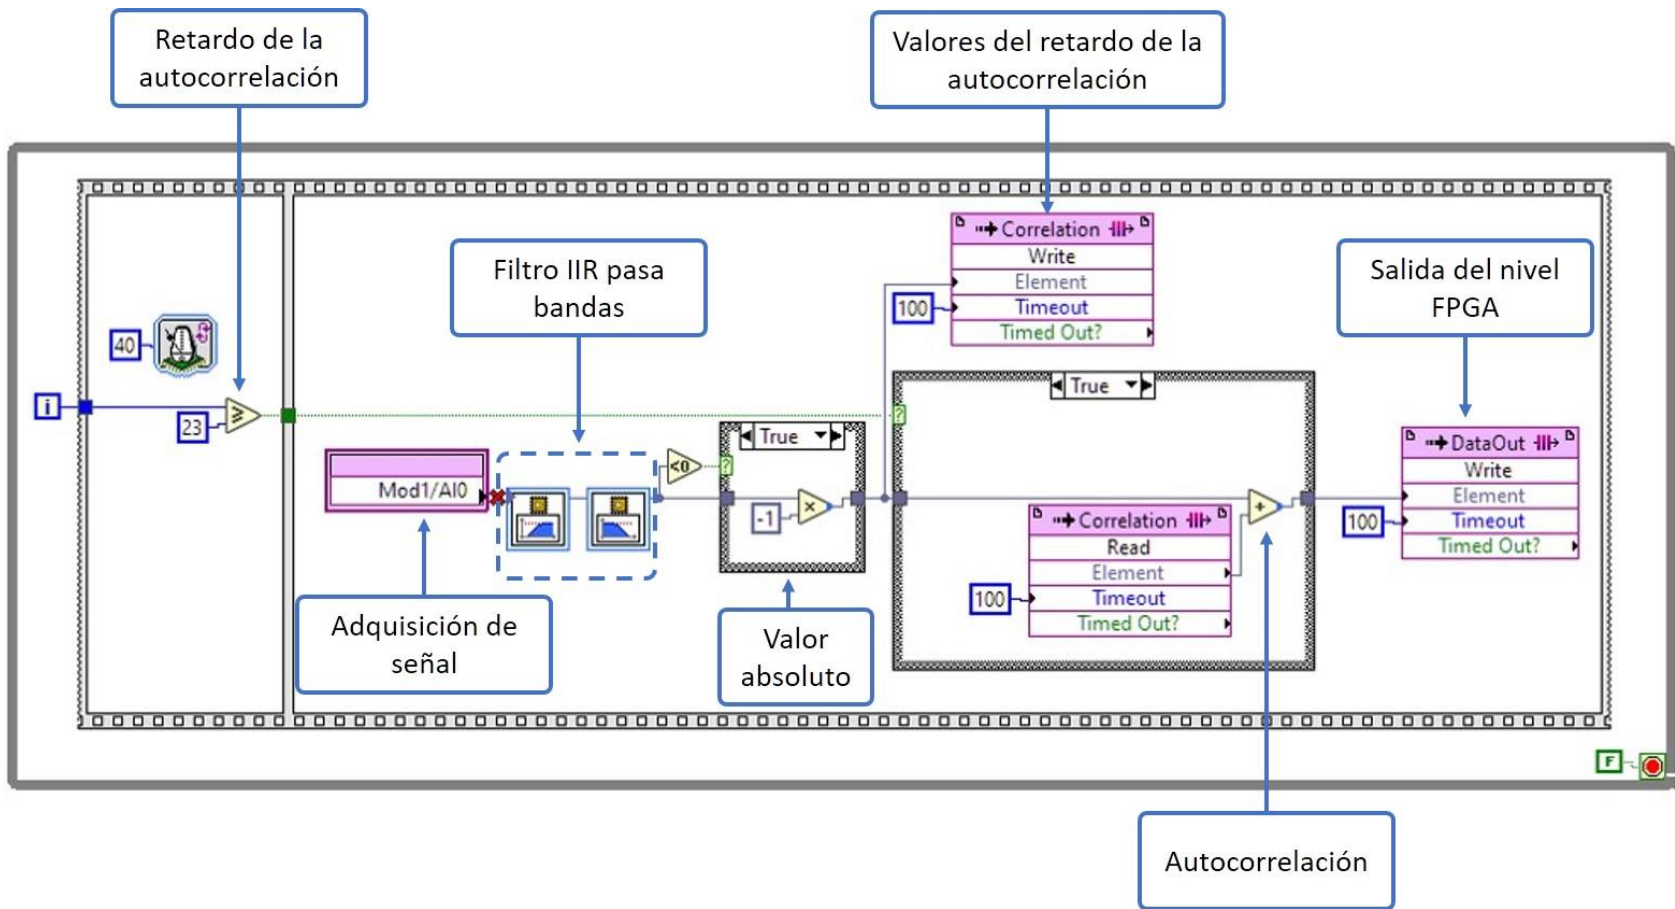 Retardo de la
autocorrelación
Valores del retardo de la
autocorrelación
Correlation
Write
Element
100
Timeout
Timed Out?
Filtro IIR pasa
bandas
Salida del nivel
FPGA
40
i
23
≥
True
?
True
<0
?
Mod1/AI0
-1
×
DataOut
Write
Element
100
Timeout
Timed Out?
Correlation
Read
Element
100
Timeout
Timed Out?
+
Adquisición de
señal
Valor
absoluto
F
Autocorrelación